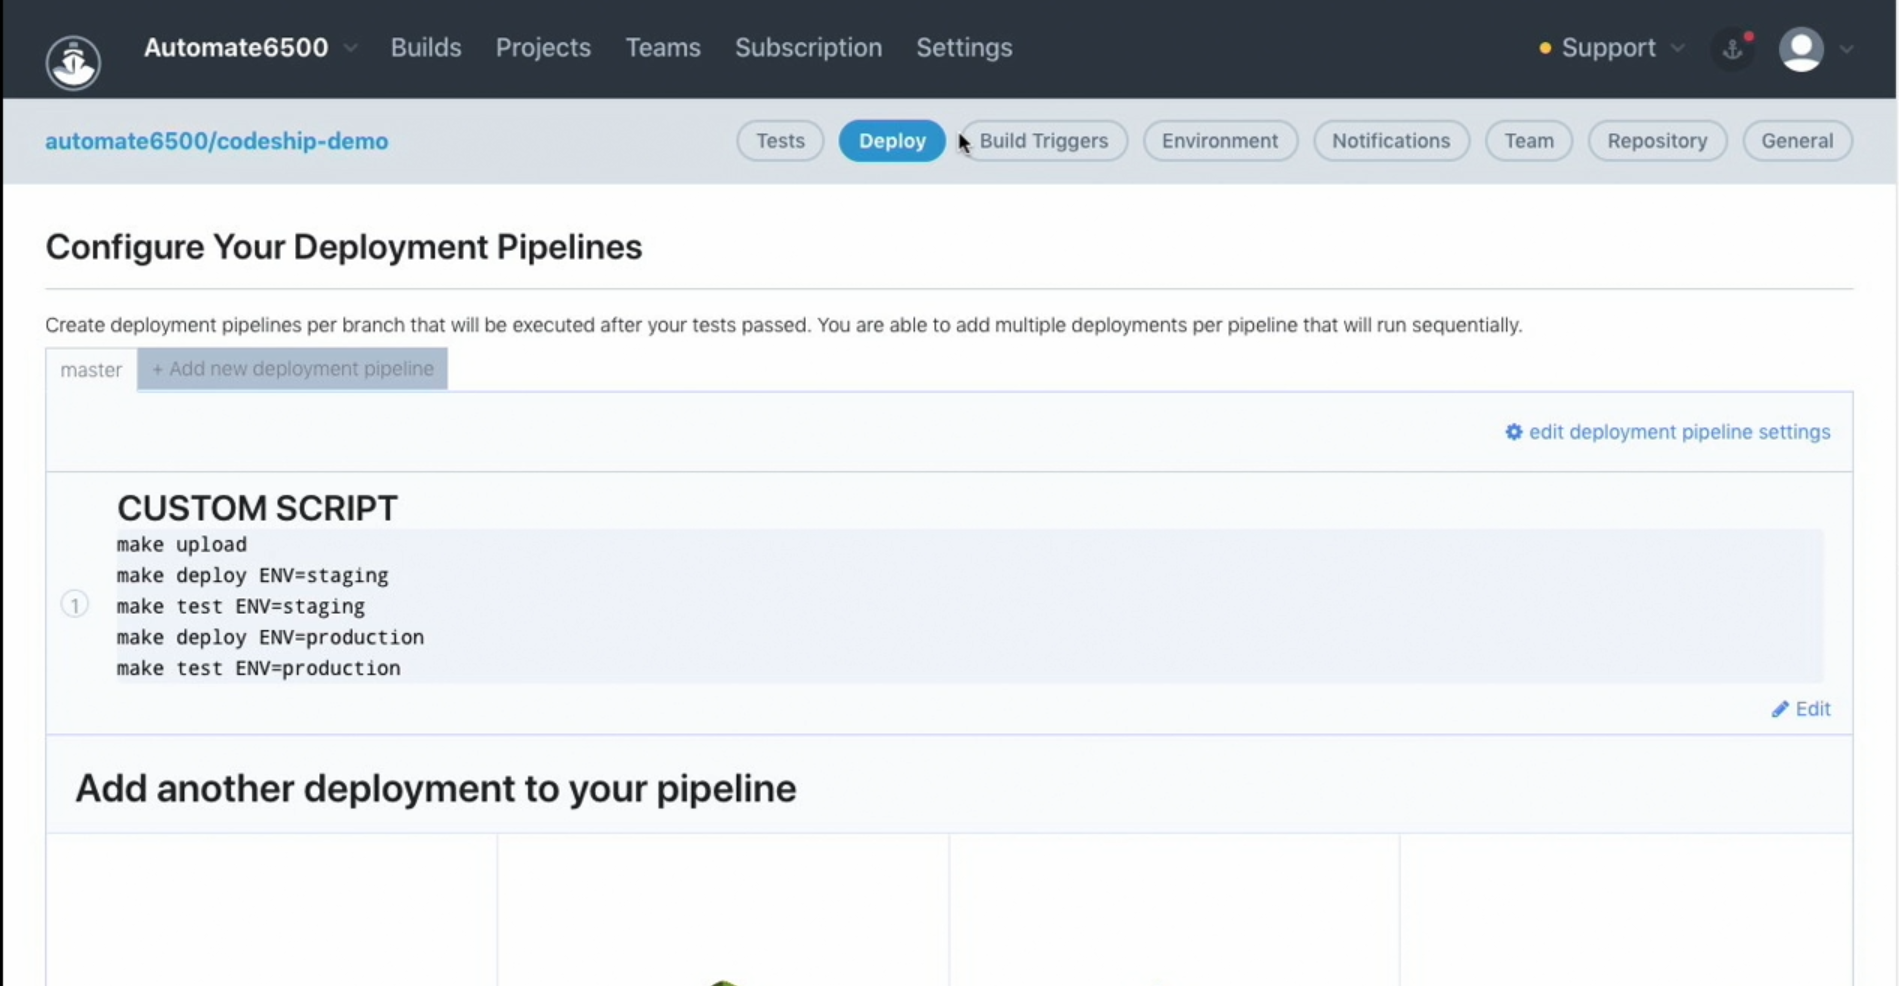 Automate6500 Builds Projects Teams Subscription Settings Support
automate6500/codeship-demo Tests Deploy Build Triggers Environment Notifications Team Repository General
Configure Your Deployment Pipelines
Create deployment pipelines per branch that will be executed after your tests passed. You are able to add multiple deployments per pipeline that will run sequentially.
master + Add new deployment pipeline
edit deployment pipeline settings
CUSTOM SCRIPT
make upload
make deploy ENV=staging
1 make test ENV=staging
make deploy ENV=production
make test ENV=production
Edit
Add another deployment to your pipeline